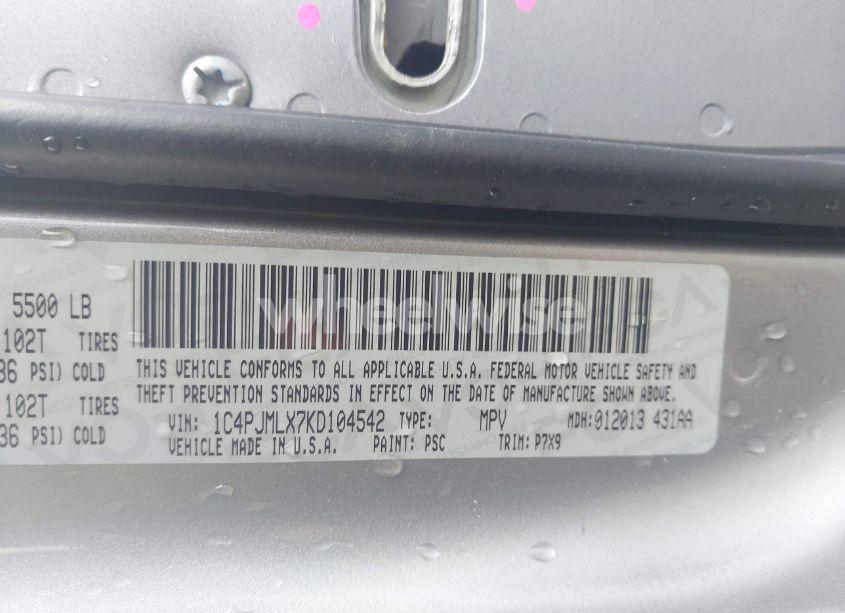 5500 LB
102T TIRES
36 PSI) COLD
102T TIRES
36 PSI) COLD
wheelwise
THIS VEHICLE CONFORMS TO ALL APPLICABLE U.S.A. FEDERAL MOTOR VEHICLE SAFETY AND
THEFT PREVENTION STANDARDS IN EFFECT ON THE DATE OF MANUFACTURE SHOWN ABOVE.
VIN: 1C4PJMLX7KD104542 TYPE: MPV MDH:012013 431AA
VEHICLE MADE IN U.S.A. PAINT: PSC TRIM: P7X9